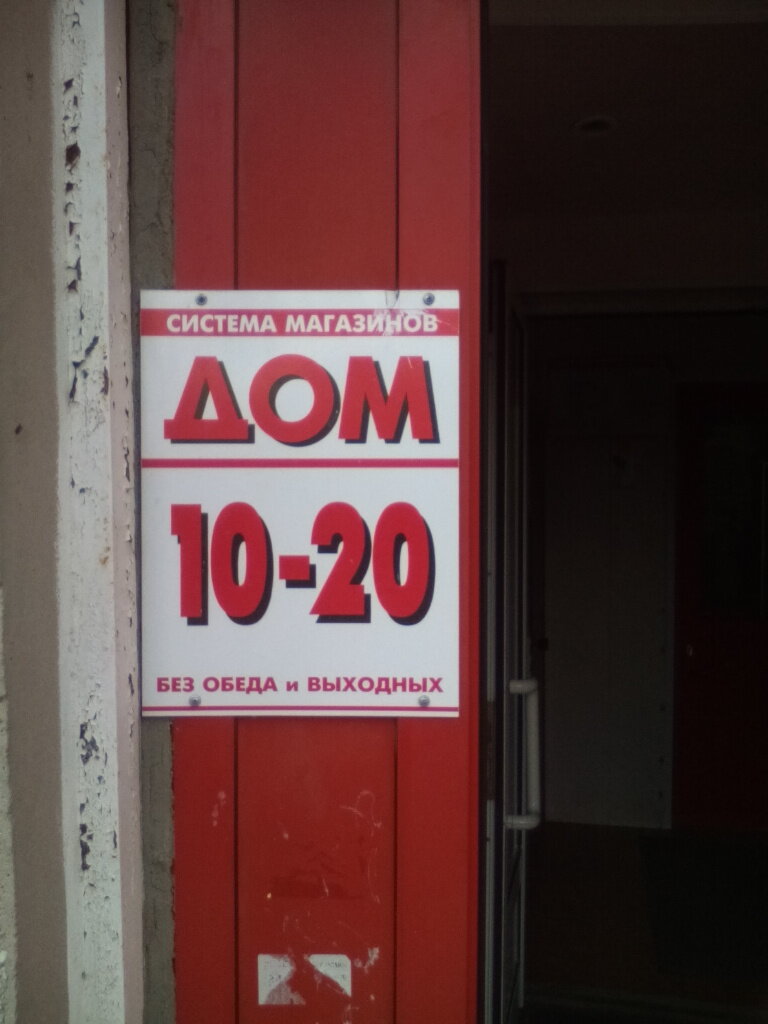 СИСТЕМА МАГАЗИНОВ
ДОМ
10-20
БЕЗ ОБЕДА и ВЫХОДНЫХ